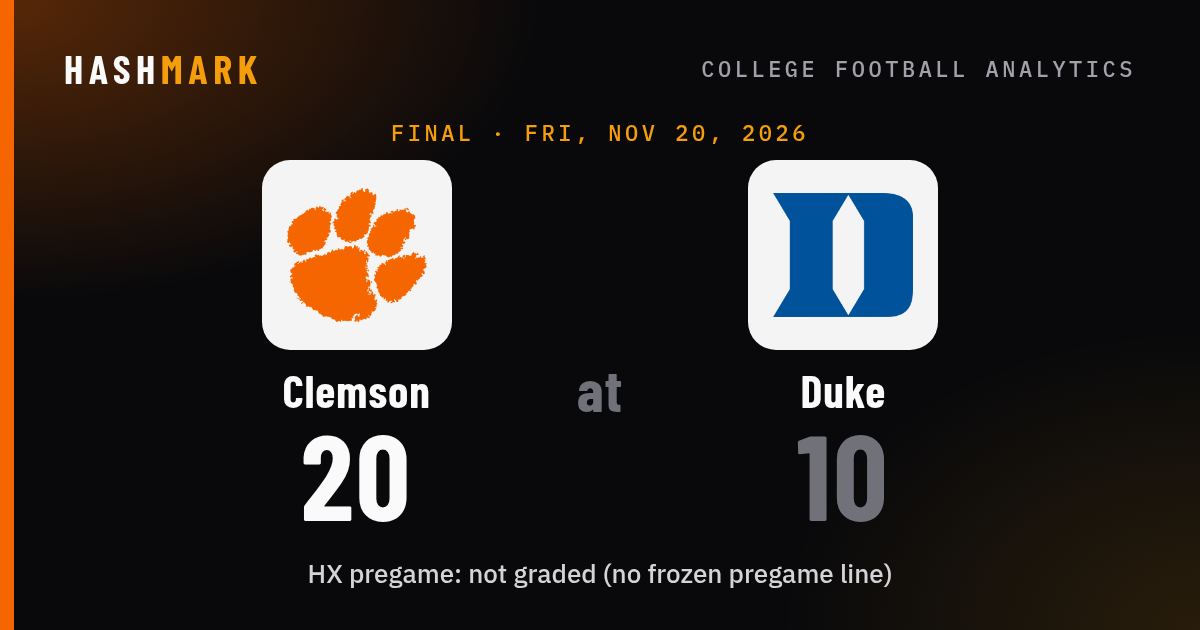 HASHMARK
COLLEGE FOOTBALL ANALYTICS
FINAL · FRI, NOV 20, 2026
D
Clemson at Duke
20 10
HX pregame: not graded (no frozen pregame line)